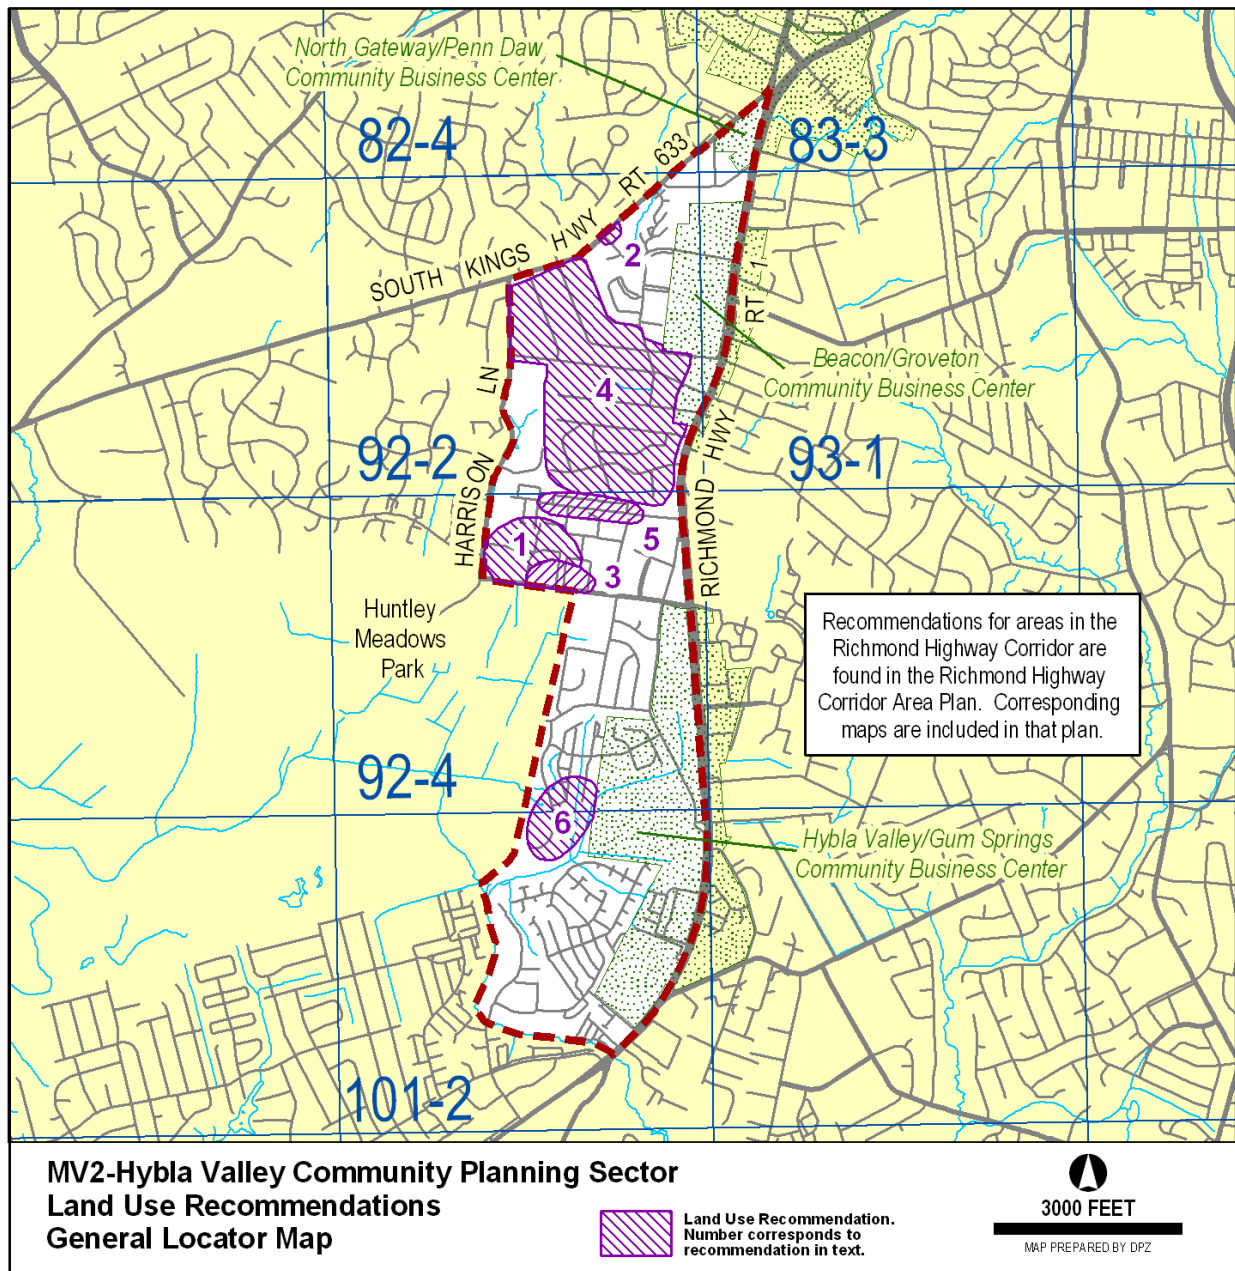 North Gateway/Penn Daw
Community Business Center
82-4
83-3
RT 633
SOUTH KINGS HWY
2
RT 1
Beacon/Groveton
Community Business Center
4
HARRISON LN
92-2
93-1
RICHMOND HWY
1
5
3
Huntley
Meadows
Park
Recommendations for areas in the
Richmond Highway Corridor are
found in the Richmond Highway
Corridor Area Plan. Corresponding
maps are included in that plan.
92-4
6
Hybla Valley/Gum Springs
Community Business Center
101-2
MV2-Hybla Valley Community Planning Sector
Land Use Recommendations
General Locator Map
Land Use Recommendation.
Number corresponds to
recommendation in text.
3000 FEET
MAP PREPARED BY DPZ